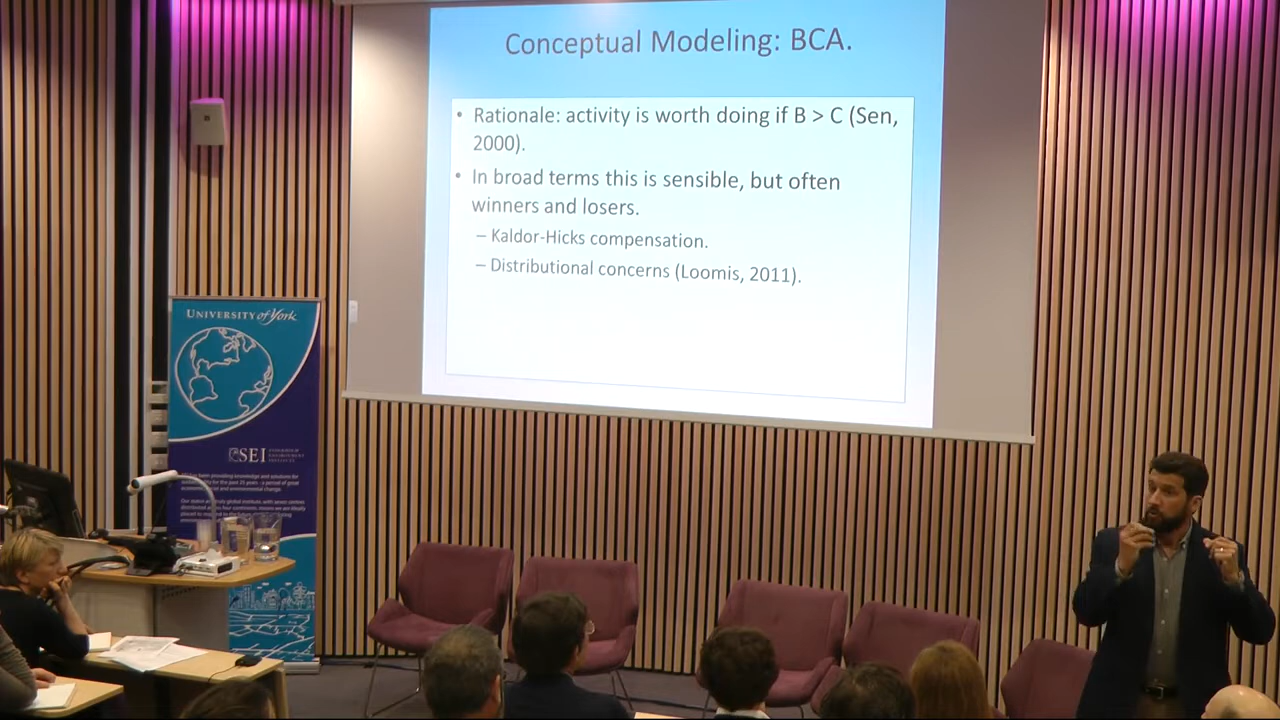 Conceptual Modeling: BCA.
• Rationale: activity is worth doing if B > C (Sen,
2000).
• In broad terms this is sensible, but often
winners and losers.
– Kaldor-Hicks compensation.
– Distributional concerns (Loomis, 2011).
UNIVERSITY of York
SEI